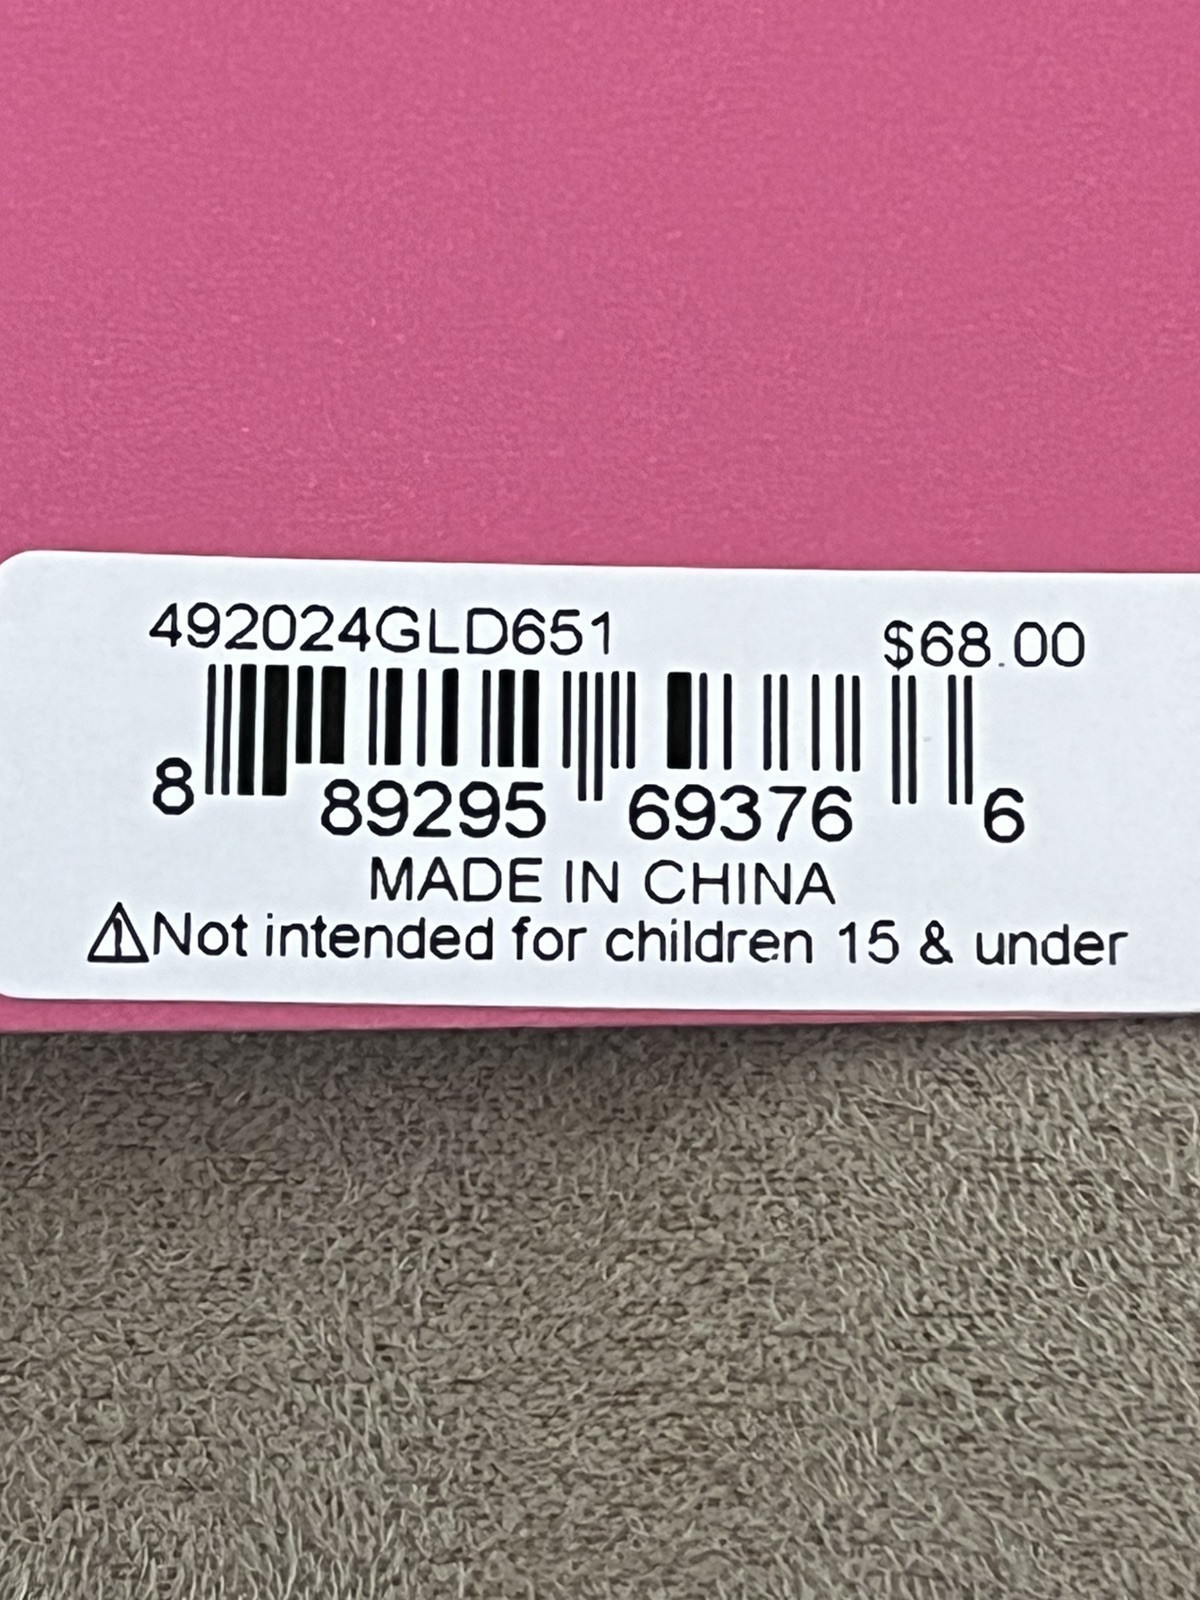 492024GLD651 $68.00
8 89295 69376 6
MADE IN CHINA
⚠Not intended for children 15 & under